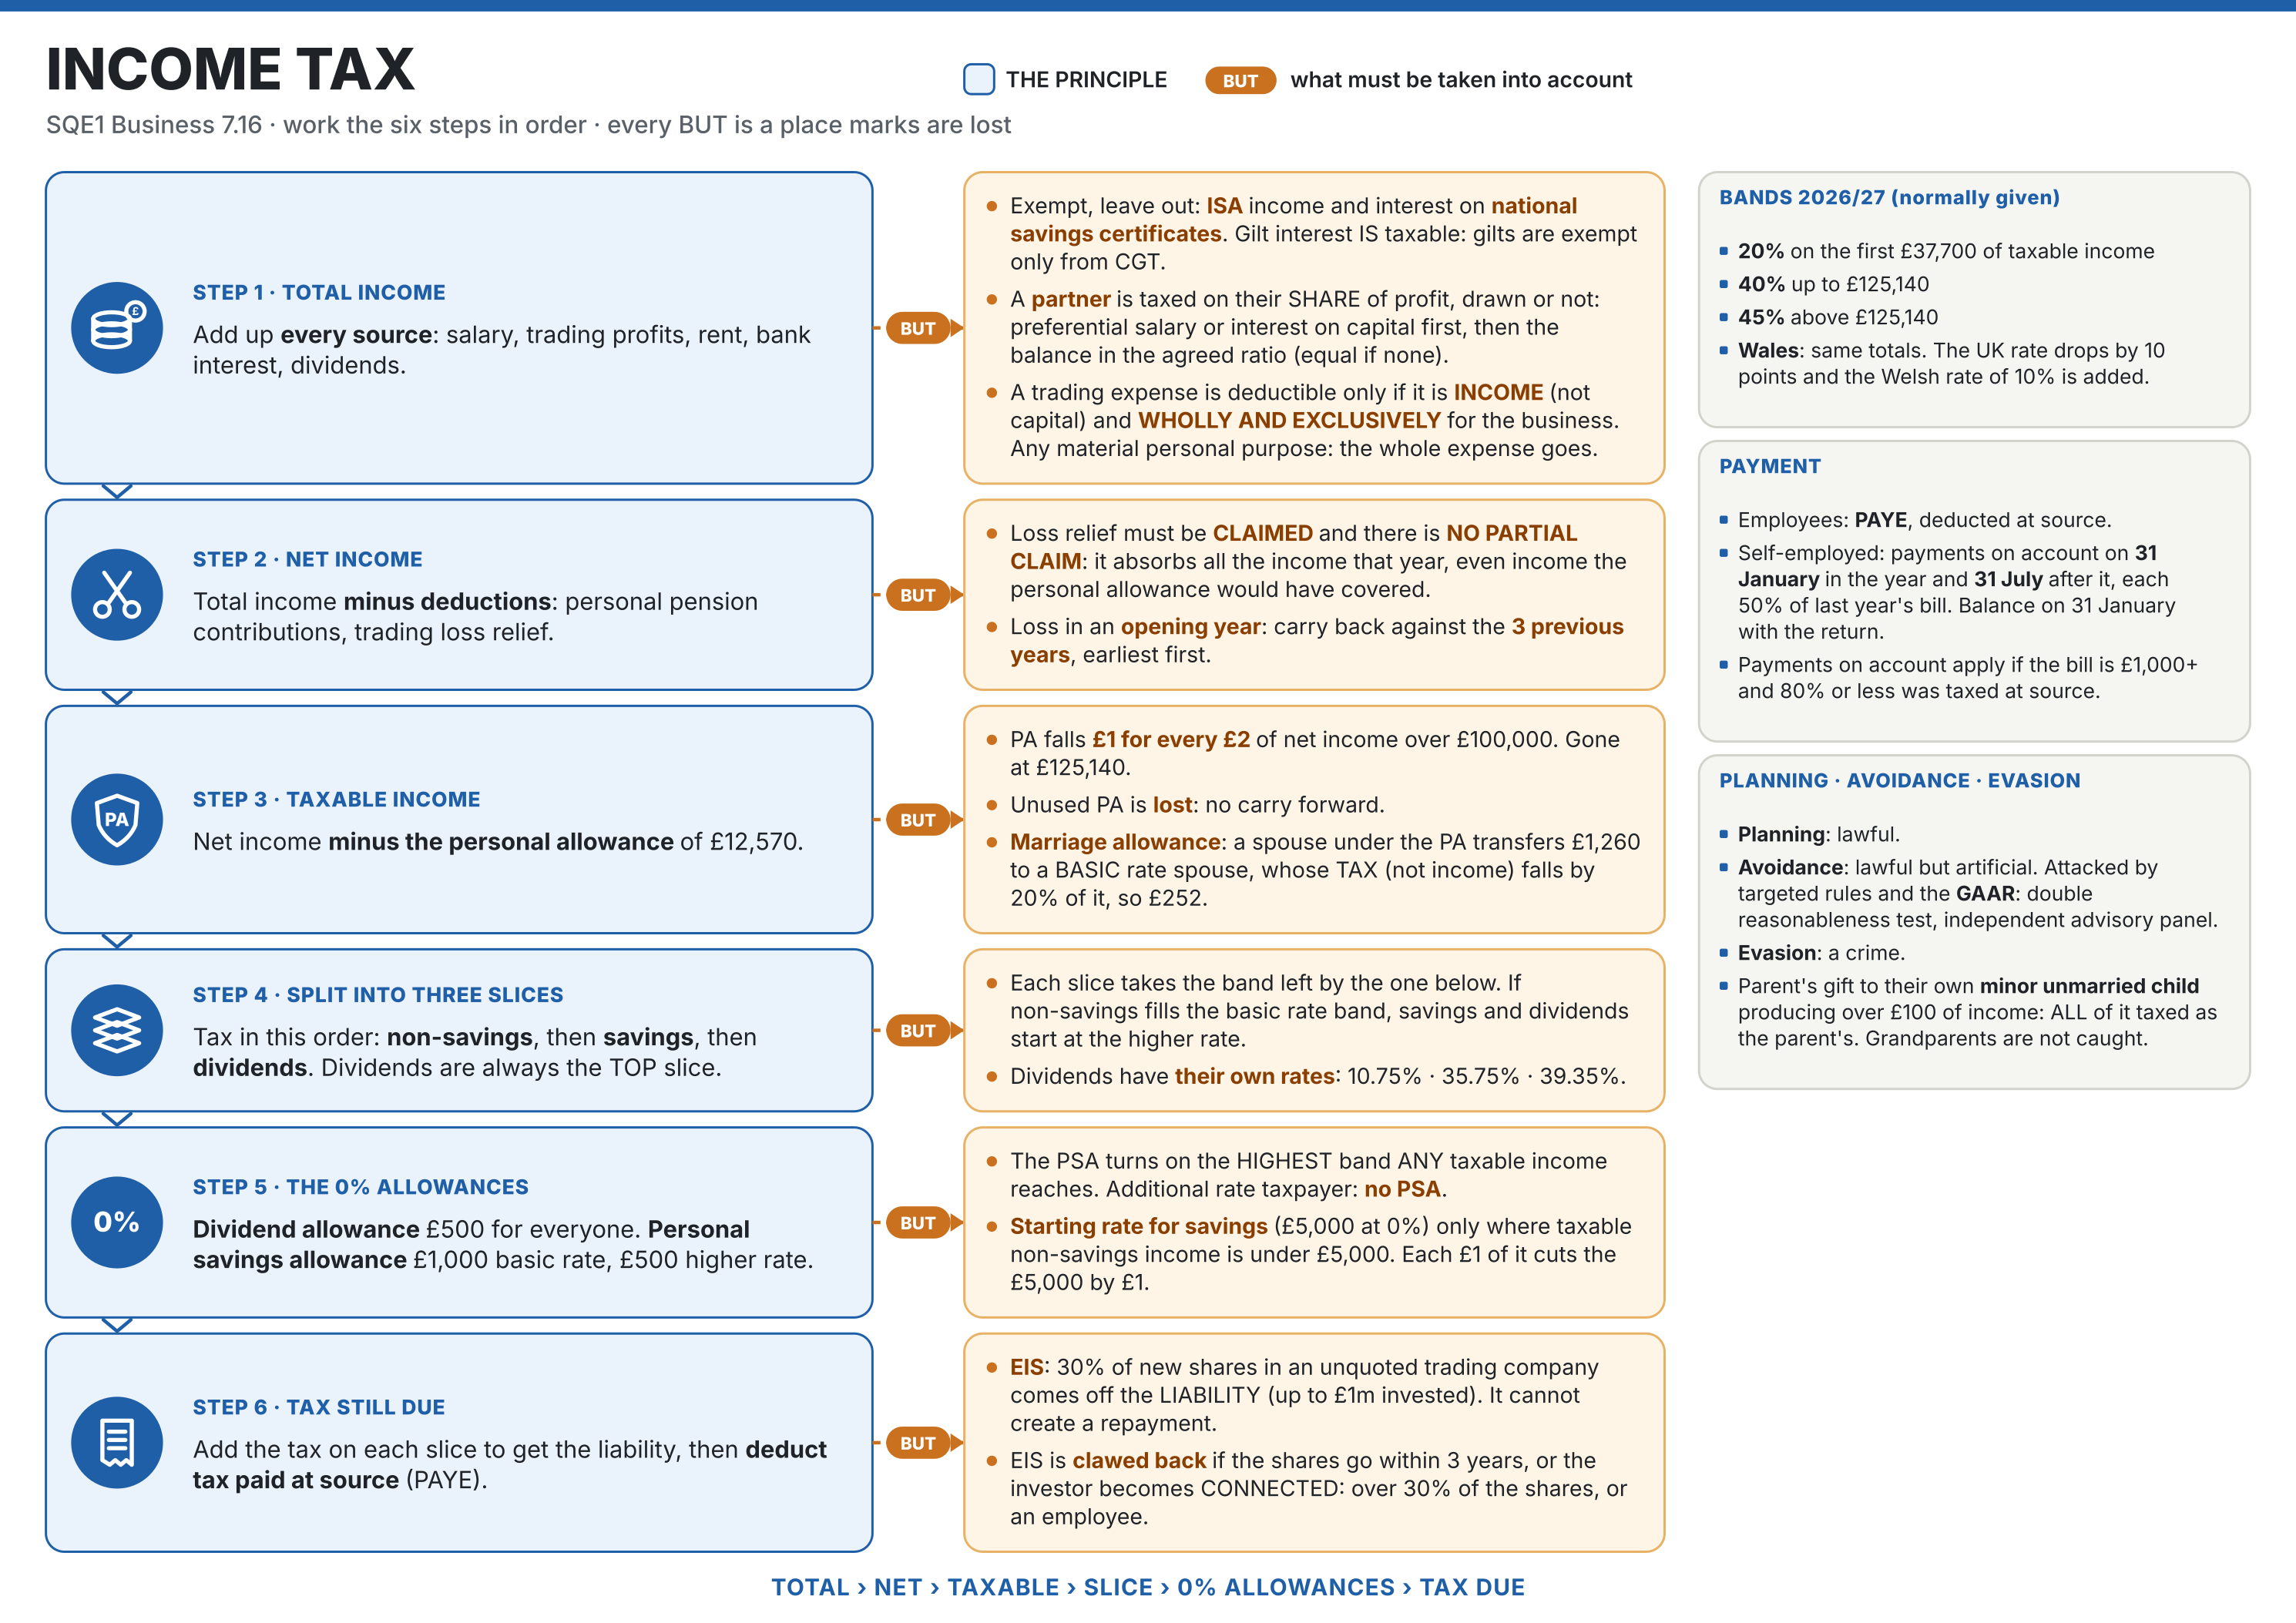 INCOME TAX
THE PRINCIPLE
BUT what must be taken into account
SQE1 Business 7.16 · work the six steps in order · every BUT is a place marks are lost
£
STEP 1 · TOTAL INCOME
Add up every source: salary, trading profits, rent, bank
interest, dividends.
BUT
Exempt, leave out: ISA income and interest on national
savings certificates. Gilt interest IS taxable: gilts are exempt
only from CGT.
A partner is taxed on their SHARE of profit, drawn or not:
preferential salary or interest on capital first, then the
balance in the agreed ratio (equal if none).
A trading expense is deductible only if it is INCOME (not
capital) and WHOLLY AND EXCLUSIVELY for the business.
Any material personal purpose: the whole expense goes.
STEP 2 · NET INCOME
Total income minus deductions: personal pension
contributions, trading loss relief.
BUT
Loss relief must be CLAIMED and there is NO PARTIAL
CLAIM: it absorbs all the income that year, even income the
personal allowance would have covered.
Loss in an opening year: carry back against the 3 previous
years, earliest first.
PA
STEP 3 · TAXABLE INCOME
Net income minus the personal allowance of £12,570.
BUT
PA falls £1 for every £2 of net income over £100,000. Gone
at £125,140.
Unused PA is lost: no carry forward.
Marriage allowance: a spouse under the PA transfers £1,260
to a BASIC rate spouse, whose TAX (not income) falls by
20% of it, so £252.
STEP 4 · SPLIT INTO THREE SLICES
Tax in this order: non-savings, then savings, then
dividends. Dividends are always the TOP slice.
BUT
Each slice takes the band left by the one below. If
non-savings fills the basic rate band, savings and dividends
start at the higher rate.
Dividends have their own rates: 10.75% · 35.75% · 39.35%.
0%
STEP 5 · THE 0% ALLOWANCES
Dividend allowance £500 for everyone. Personal
savings allowance £1,000 basic rate, £500 higher rate.
BUT
The PSA turns on the HIGHEST band ANY taxable income
reaches. Additional rate taxpayer: no PSA.
Starting rate for savings (£5,000 at 0%) only where taxable
non-savings income is under £5,000. Each £1 of it cuts the
£5,000 by £1.
STEP 6 · TAX STILL DUE
Add the tax on each slice to get the liability, then deduct
tax paid at source (PAYE).
BUT
EIS: 30% of new shares in an unquoted trading company
comes off the LIABILITY (up to £1m invested). It cannot
create a repayment.
EIS is clawed back if the shares go within 3 years, or the
investor becomes CONNECTED: over 30% of the shares, or
an employee.
BANDS 2026/27 (normally given)
20% on the first £37,700 of taxable income
40% up to £125,140
45% above £125,140
Wales: same totals. The UK rate drops by 10
points and the Welsh rate of 10% is added.
PAYMENT
Employees: PAYE, deducted at source.
Self-employed: payments on account on 31
January in the year and 31 July after it, each
50% of last year's bill. Balance on 31 January
with the return.
Payments on account apply if the bill is £1,000+
and 80% or less was taxed at source.
PLANNING · AVOIDANCE · EVASION
Planning: lawful.
Avoidance: lawful but artificial. Attacked by
targeted rules and the GAAR: double
reasonableness test, independent advisory panel.
Evasion: a crime.
Parent's gift to their own minor unmarried child
producing over £100 of income: ALL of it taxed as
the parent's. Grandparents are not caught.
TOTAL › NET › TAXABLE › SLICE › 0% ALLOWANCES › TAX DUE